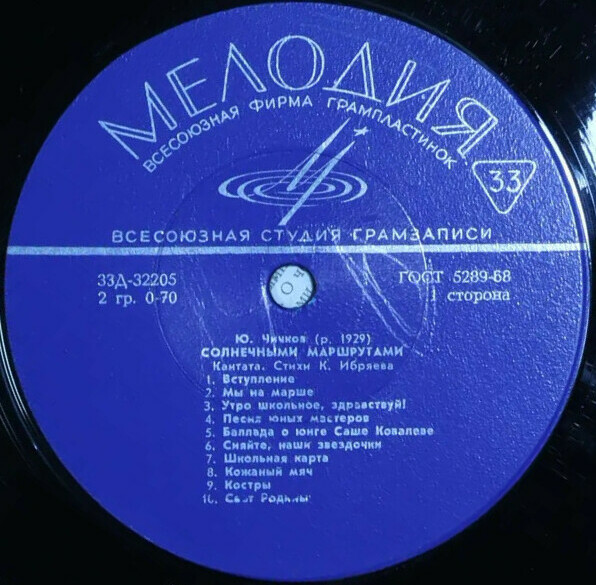 МЕЛОДИЯ
ВСЕСОЮЗНАЯ ФИРМА ГРАМПЛАСТИНОК
33
ВСЕСОЮЗНАЯ СТУДИЯ ГРАМЗАПИСИ
33Д-32205
ГОСТ 5289-68
2 гр. 0-70
1 сторона
Ю. Чичков (р. 1929)
СОЛНЕЧНЫМИ МАРШРУТАМИ
Кантата. Стихи К. Ибряева
1. Вступление
2. Мы на марше
3. Утро школьное, здравствуй!
4. Песня юных мастеров
5. Баллада о юнге Саше Ковалеве
6. Сияйте, наши звездочки
7. Школьная карта
8. Кожаный мяч
9. Костры
10. Свет Родины